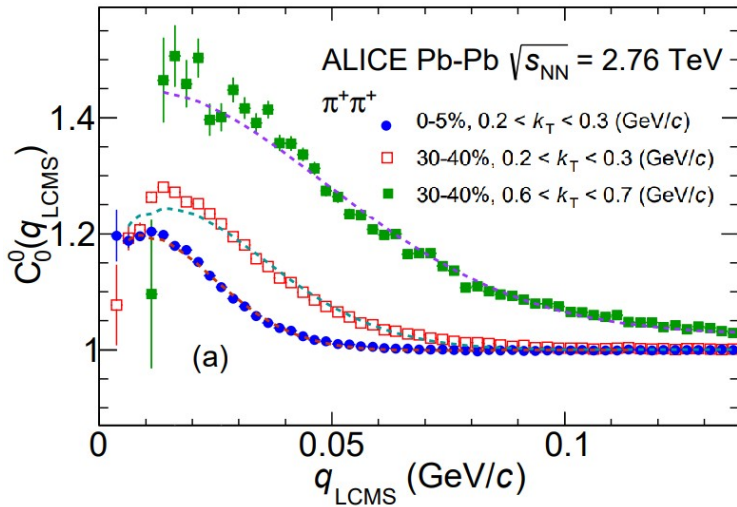 ALICE Pb-Pb √sNN = 2.76 TeV
π+π+
0-5%, 0.2 < kT < 0.3 (GeV/c)
30-40%, 0.2 < kT < 0.3 (GeV/c)
30-40%, 0.6 < kT < 0.7 (GeV/c)
1.4
1.2
1
C00(qLCMS)
(a)
0 0.05 0.1
qLCMS (GeV/c)